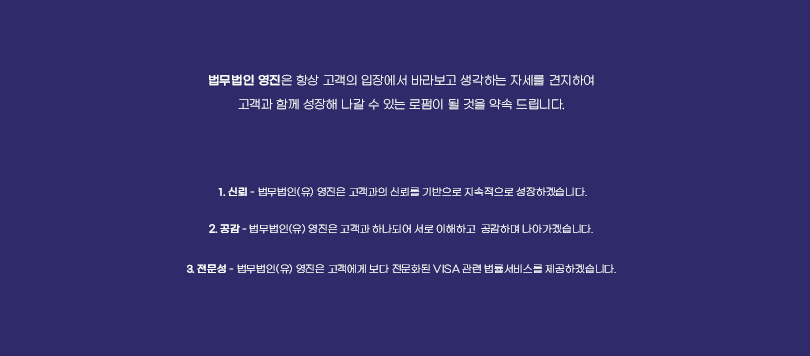 법무법인 영진은 항상 고객의 입장에서 바라보고 생각하는 자세를 견지하여
고객과 함께 성장해 나갈 수 있는 로펌이 될 것을 약속 드립니다.
1. 신뢰 - 법무법인(유) 영진은 고객과의 신뢰를 기반으로 지속적으로 성장하겠습니다.
2. 공감 - 법무법인(유) 영진은 고객과 하나되어 서로 이해하고 공감하며 나아가겠습니다.
3. 전문성 - 법무법인(유) 영진은 고객에게 보다 전문화된 VISA 관련 법률서비스를 제공하겠습니다.